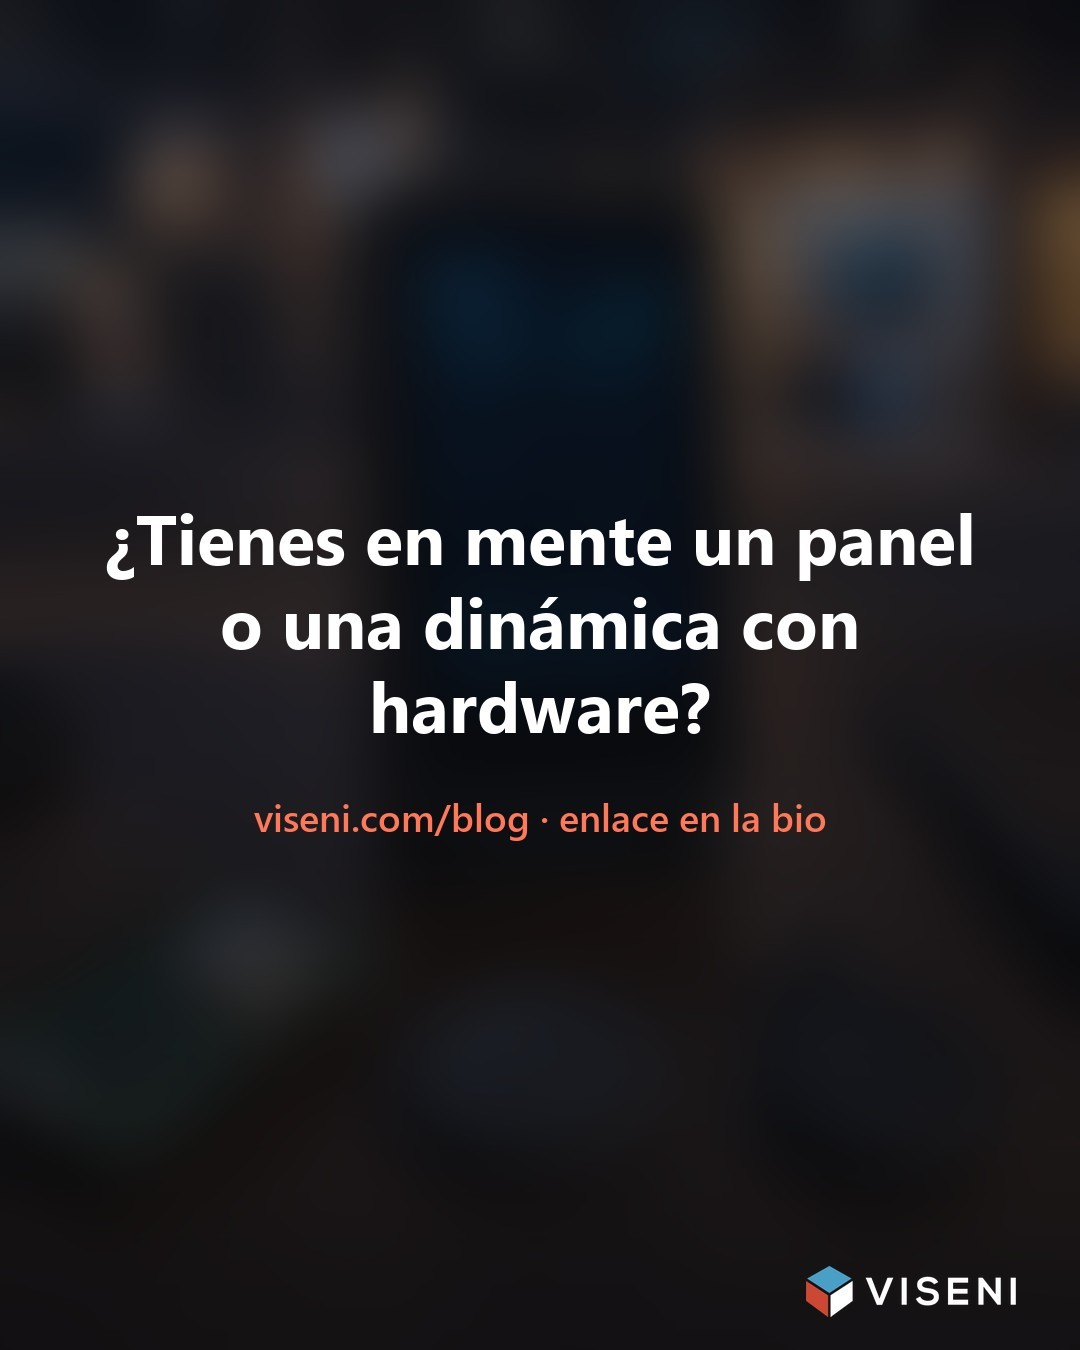 ¿Tienes en mente un panel
o una dinámica con
hardware?
viseni.com/blog · enlace en la bio
VISENI